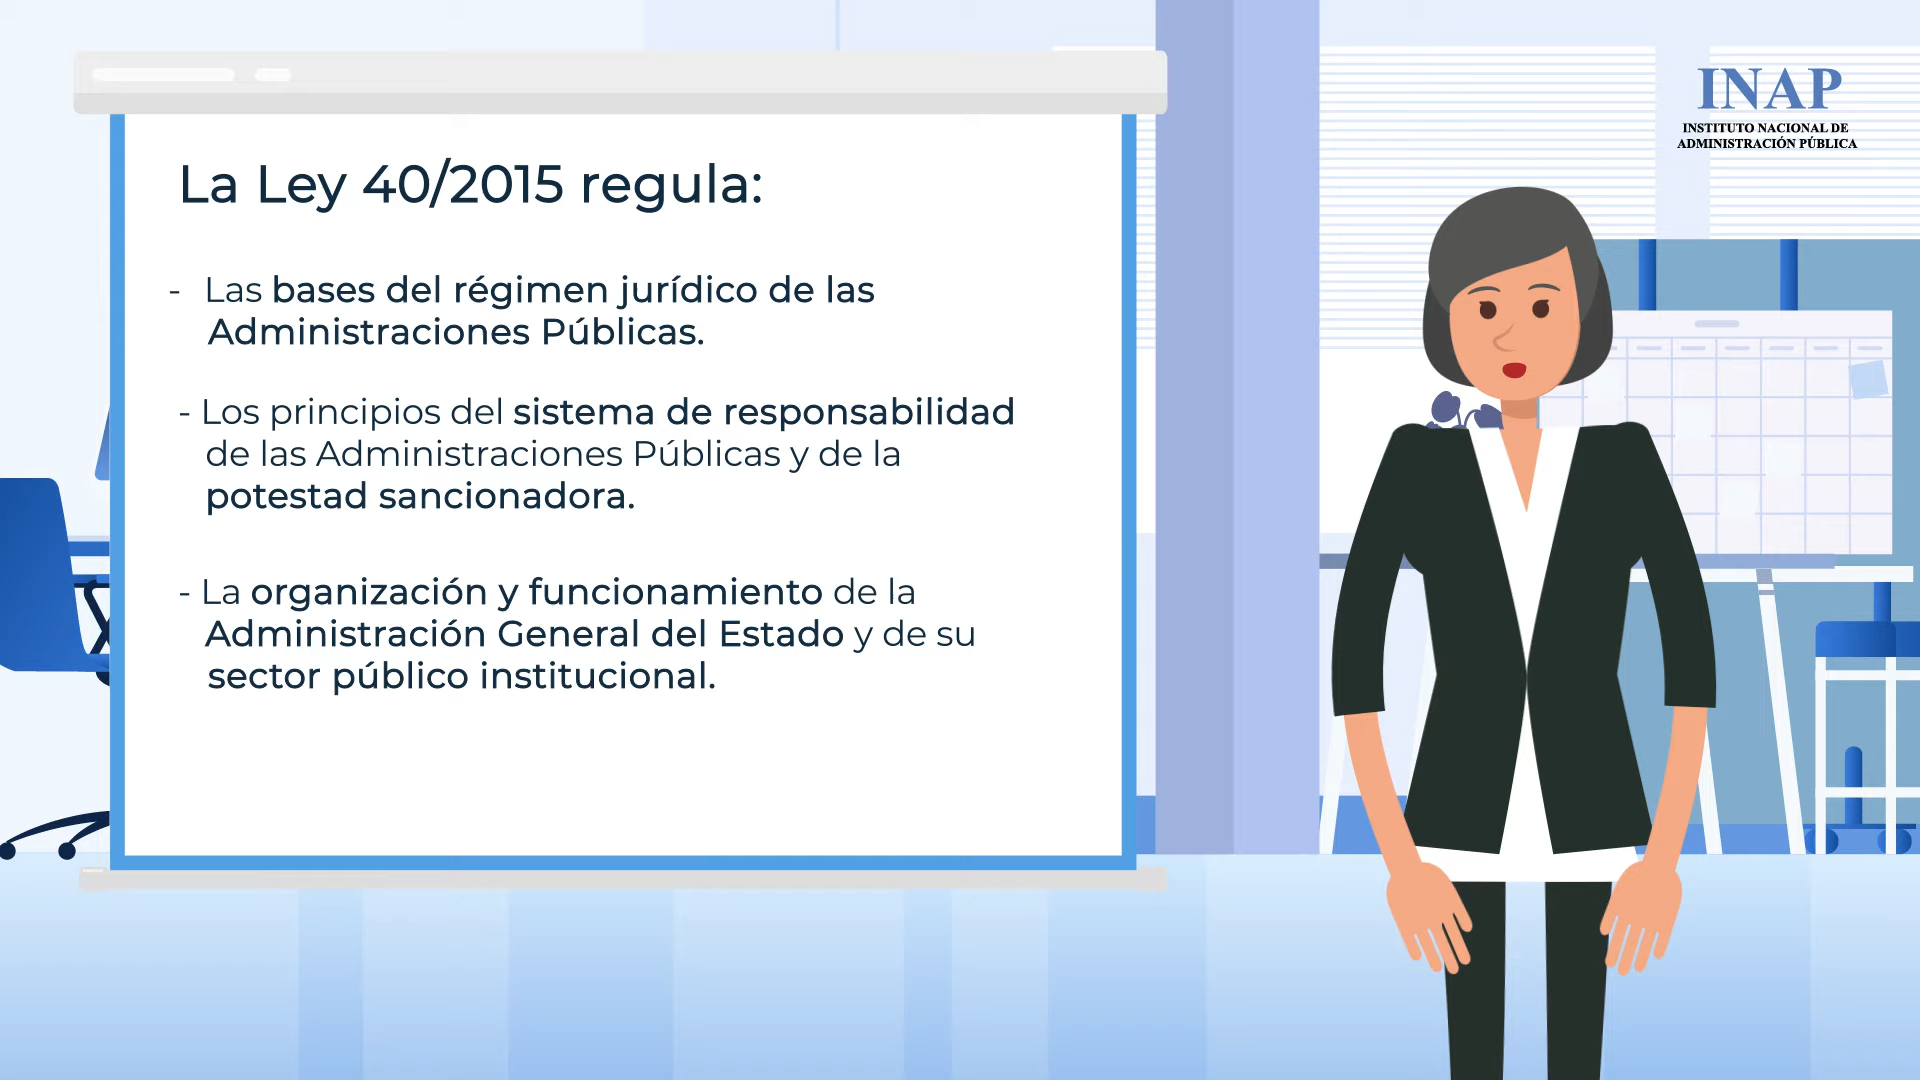 La Ley 40/2015 regula:
- Las bases del régimen jurídico de las
Administraciones Públicas.
- Los principios del sistema de responsabilidad
de las Administraciones Públicas y de la
potestad sancionadora.
- La organización y funcionamiento de la
Administración General del Estado y de su
sector público institucional.
INAP
INSTITUTO NACIONAL DE
ADMINISTRACIÓN PÚBLICA